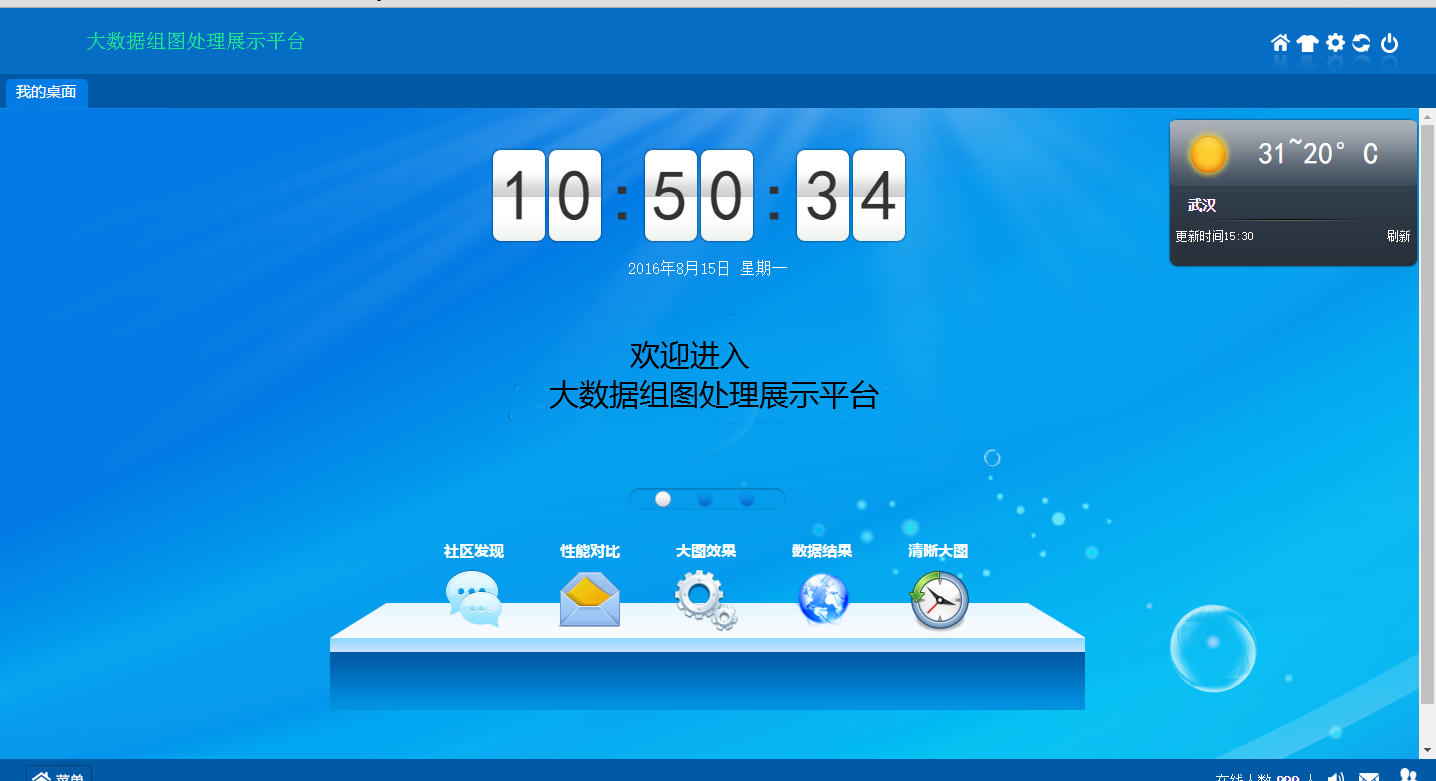 大数据组图处理展示平台
我的桌面
10:50:34
2016年8月15日 星期一
31~20° C
武汉
更新时间15:30 刷新
欢迎进入
大数据组图处理展示平台
社区发现 性能对比 大图效果 数据结果 清晰大图
菜单
在线人数 999 人